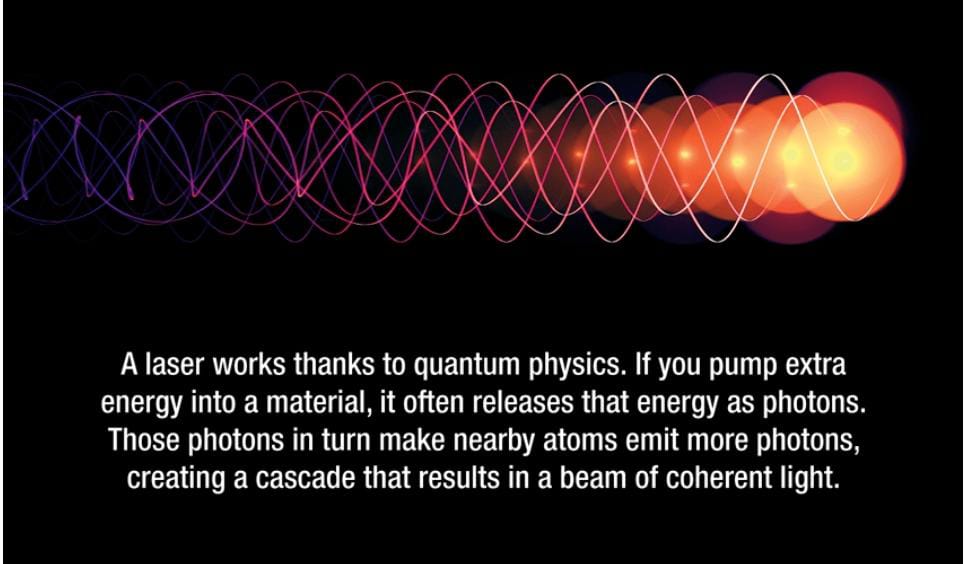 A laser works thanks to quantum physics. If you pump extra
energy into a material, it often releases that energy as photons.
Those photons in turn make nearby atoms emit more photons,
creating a cascade that results in a beam of coherent light.